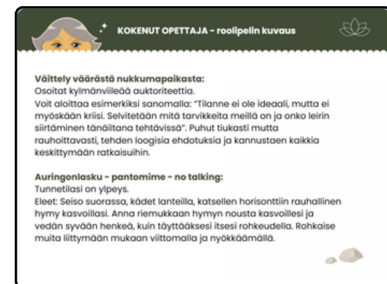 KOKENUT OPETTAJA - roolipelin kuvaus
Väittely väärästä nukkumapaikasta:
Osoitat kylmänviileää auktoriteettia.
Voit aloittaa esimerkiksi sanomalla: "Tilanne ei ole ideaali, mutta ei
myöskään kriisi. Selvitetään mitä tarvikkeita meillä on ja onko leirin
siirtäminen tänäiltana tehtävissä". Puhut tiukasti mutta
rauhoittavasti, tehden loogisia ehdotuksia ja kannustaen kaikkia
keskittymään ratkaisuihin.
Auringonlasku - pantomime - no talking:
Tunnetilasi on ylpeys.
Eleet: Seiso suorassa, kädet lanteilla, katsellen horisonttiin rauhallinen
hymy kasvoillasi. Anna riemukkaan hymyn nousta kasvoillesi ja
vedän syvään henkeä, kuin täyttääksesi itsesi rohkeudella. Rohkaise
muita liittymään mukaan viittomalla ja nyökkäämällä.